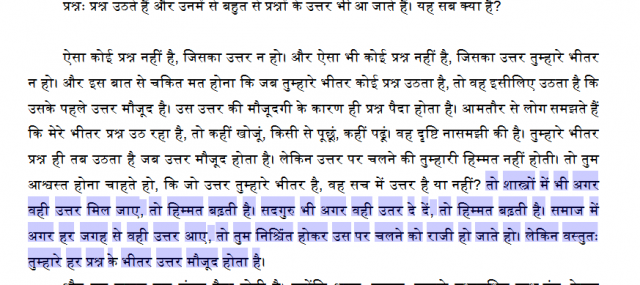 प्रश्नः प्रश्न उठते हैं और उनमें से बहुत से प्रश्नों के उत्तर भी आ जाते हैं। यह सब क्या है?
ऐसा कोई प्रश्न नहीं है, जिसका उत्तर न हो। और ऐसा भी कोई प्रश्न नहीं है, जिसका उत्तर तुम्हारे भीतर
न हो। और इस बात से चकित मत होना कि जब तुम्हारे भीतर कोई प्रश्न उठता है, तो वह इसीलिए उठता है कि
उसके पहले उत्तर मौजूद है। उस उत्तर की मौजूदगी के कारण ही प्रश्न पैदा होता है। आमतौर से लोग समझते हैं
कि मेरे भीतर प्रश्न उठ रहा है, तो कहीं खोजूं, किसी से पूछूं, कहीं पढूं। वह दृष्टि नासमझी की है। तुम्हारे भीतर
प्रश्न ही तब उठता है जब उत्तर मौजूद होता है। लेकिन उत्तर पर चलने की तुम्हारी हिम्मत नहीं होती। तो तुम
आश्वस्त होना चाहते हो, कि जो उत्तर तुम्हारे भीतर है, वह सच में उत्तर है या नहीं? तो शास्त्रों में भी अगर
वही उत्तर मिल जाए, तो हिम्मत बढ़ती है। सदगुरु भी अगर वही उतर दे दें, तो हिम्मत बढ़ती है। समाज में
अगर हर जगह से वही उत्तर आए, तो तुम निश्चिंत होकर उस पर चलने को राजी हो जाते हो। लेकिन वस्तुतः
तुम्हारे हर प्रश्न के भीतर उत्तर मौजूद होता है।